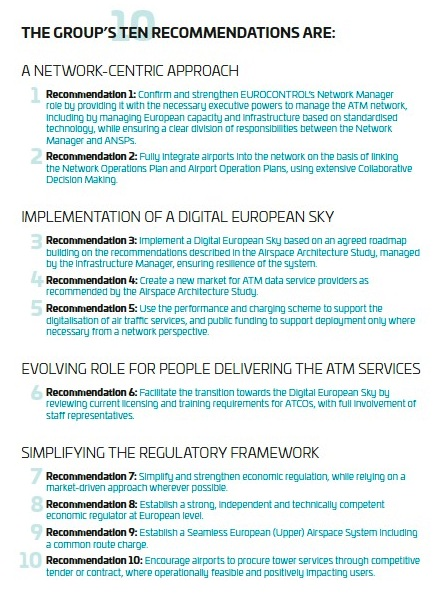 10
THE GROUP'S TEN RECOMMENDATIONS ARE:
A NETWORK-CENTRIC APPROACH
1 Recommendation 1: Confirm and strengthen EUROCONTROL's Network Manager
role by providing it with the necessary executive powers to manage the ATM network,
including by managing European capacity and infrastructure based on standardised
technology, while ensuring a clear division of responsibilities between the Network
Manager and ANSPs.
2 Recommendation 2: Fully integrate airports into the network on the basis of linking
the Network Operations Plan and Airport Operation Plans, using extensive Collaborative
Decision Making.
IMPLEMENTATION OF A DIGITAL EUROPEAN SKY
3 Recommendation 3: Implement a Digital European Sky based on an agreed roadmap
building on the recommendations described in the Airspace Architecture Study, managed
by the Infrastructure Manager, ensuring resilience of the system.
4 Recommendation 4: Create a new market for ATM data service providers as
recommended by the Airspace Architecture Study.
5 Recommendation 5: Use the performance and charging scheme to support the
digitalisation of air traffic services, and public funding to support deployment only where
necessary from a network perspective.
EVOLVING ROLE FOR PEOPLE DELIVERING THE ATM SERVICES
6 Recommendation 6: Facilitate the transition towards the Digital European Sky by
reviewing current licensing and training requirements for ATCOs, with full involvement of
staff representatives.
SIMPLIFYING THE REGULATORY FRAMEWORK
7 Recommendation 7: Simplify and strengthen economic regulation, while relying on a
market-driven approach wherever possible.
8 Recommendation 8: Establish a strong, independent and technically competent
economic regulator at European level.
9 Recommendation 9: Establish a Seamless European (Upper) Airspace System including
a common route charge.
10 Recommendation 10: Encourage airports to procure tower services through competitive
tender or contract, where operationally feasible and positively impacting users.